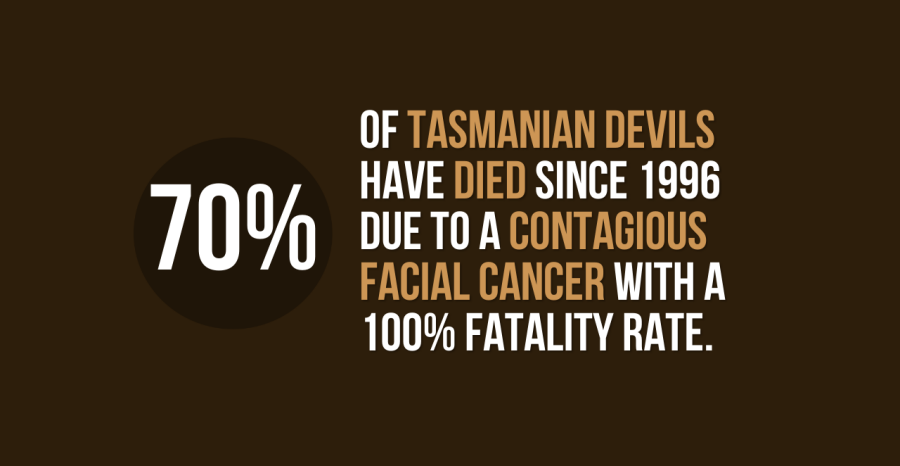 70%
OF TASMANIAN DEVILS
HAVE DIED SINCE 1996
DUE TO A CONTAGIOUS
FACIAL CANCER WITH A
100% FATALITY RATE.